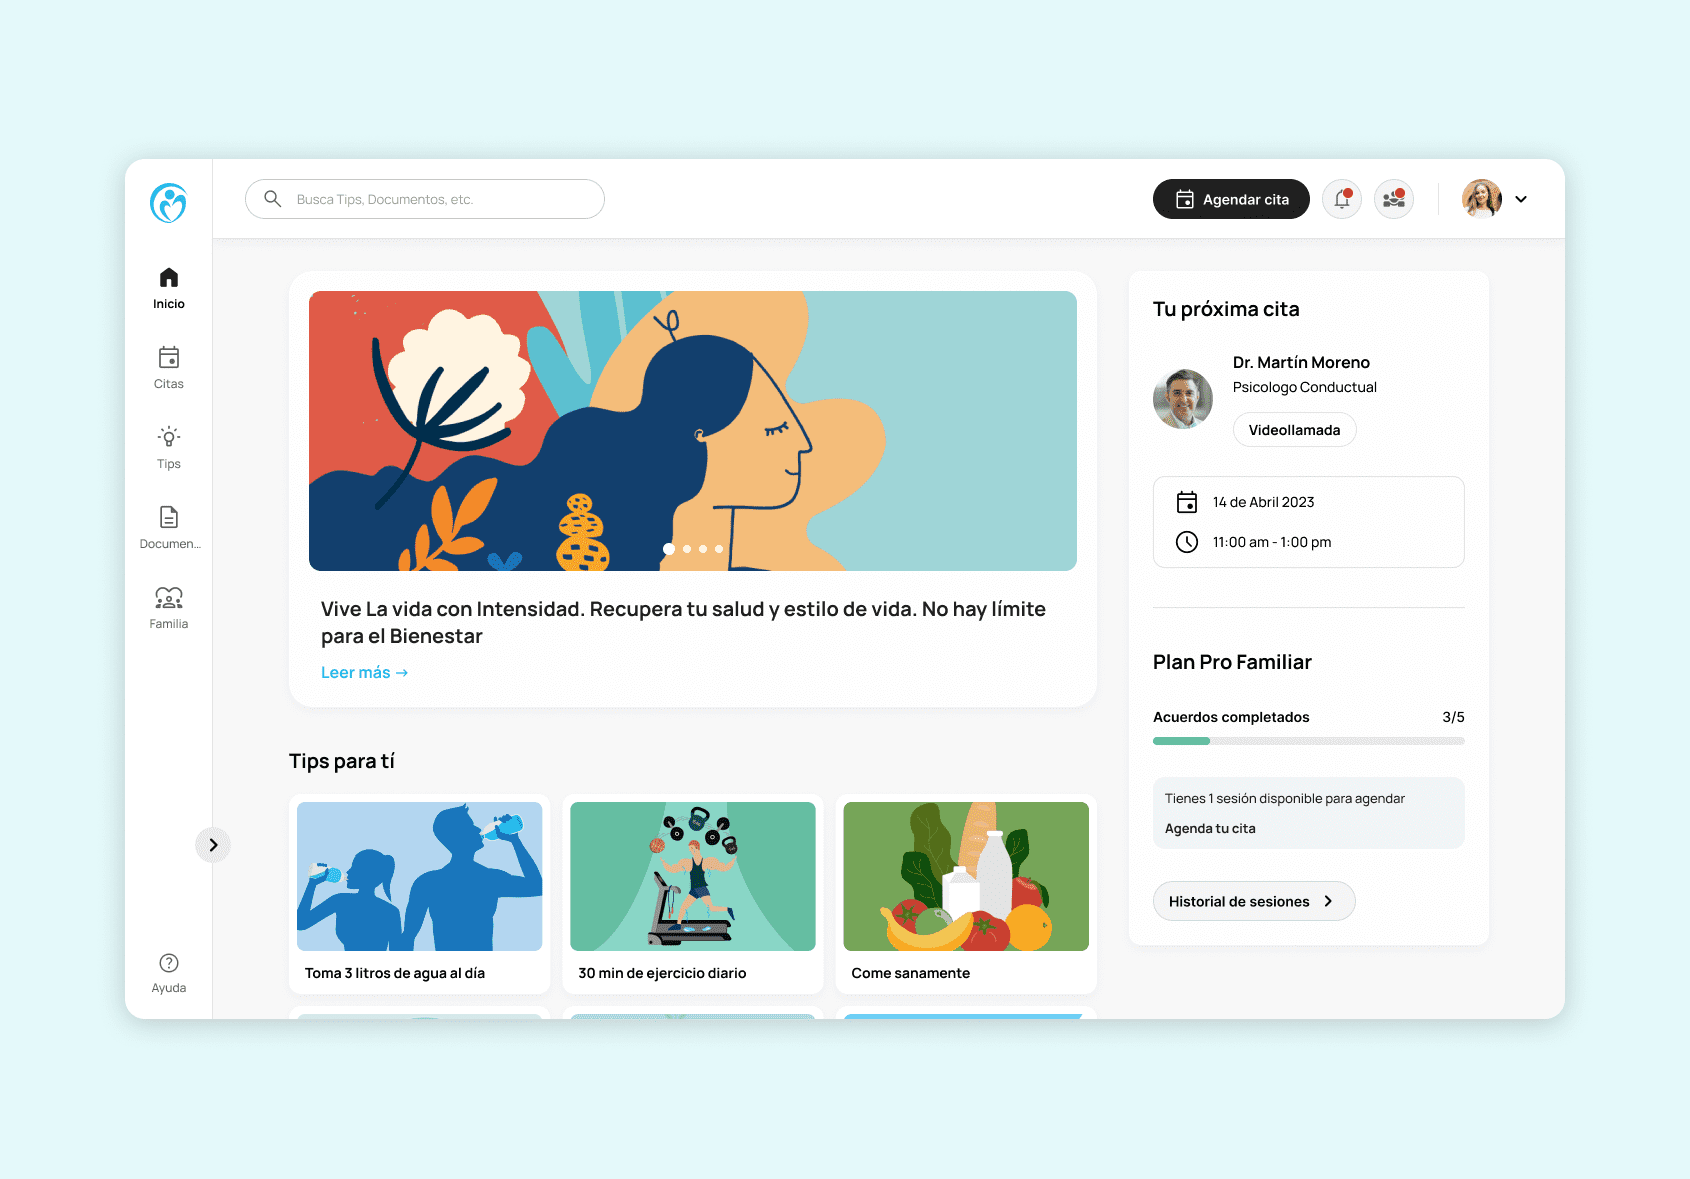 Busca Tips, Documentos, etc.
Agendar cita
Inicio
Citas
Tips
Documen...
Familia
Ayuda
Vive La vida con Intensidad. Recupera tu salud y estilo de vida. No hay límite
para el Bienestar
Leer más →
Tips para tí
Toma 3 litros de agua al día
30 min de ejercicio diario
Come sanamente
Tu próxima cita
Dr. Martín Moreno
Psicologo Conductual
Videollamada
14 de Abril 2023
11:00 am - 1:00 pm
Plan Pro Familiar
Acuerdos completados 3/5
Tienes 1 sesión disponible para agendar
Agenda tu cita
Historial de sesiones